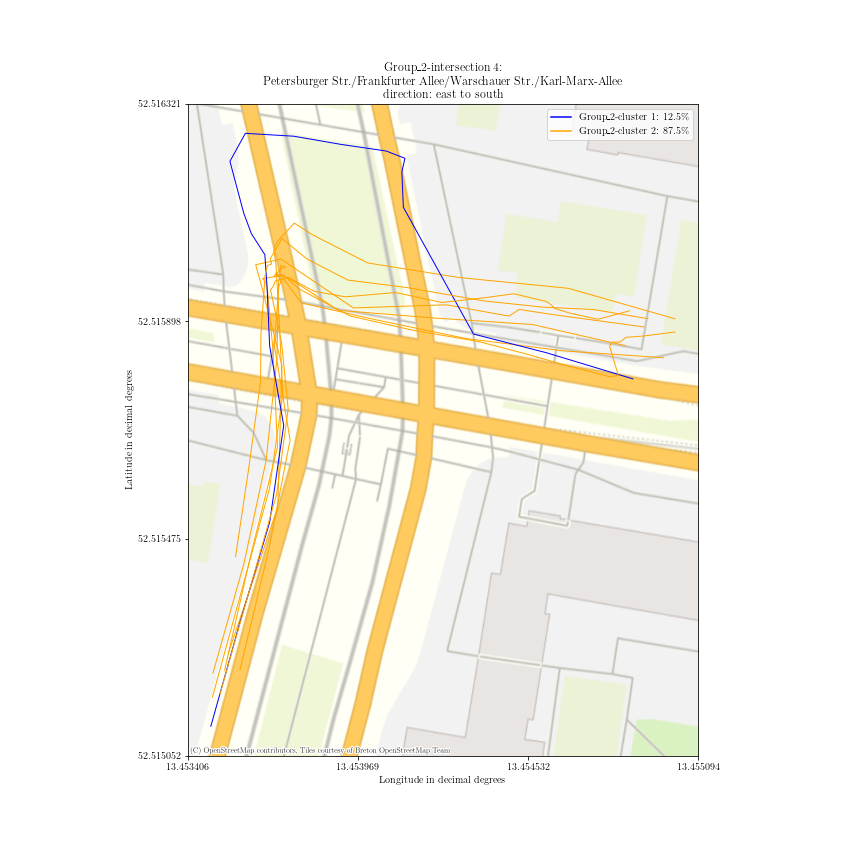 Group_2-intersection 4:
Petersburger Str./Frankfurter Allee/Warschauer Str./Karl-Marx-Allee
direction: east to south
Group_2-cluster 1: 12.5%
Group_2-cluster 2: 87.5%
52.516321
52.515898
52.515475
52.515052
Latitude in decimal degrees
(C) OpenStreetMap contributors, Tiles courtesy of Breton OpenStreetMap Team
13.453406
13.453969
13.454532
13.455094
Longitude in decimal degrees